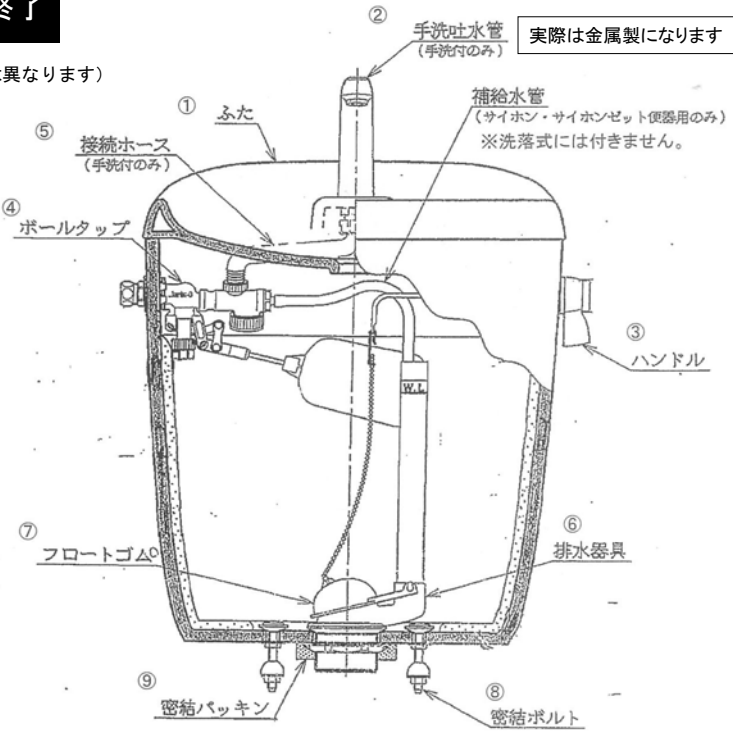 終了
②
手洗吐水管
(手洗付のみ)
実際は金属製になります
は異なります）
①
ふた
補給水管
(サイホン・サイホンゼット便器用のみ)
※洗落式には付きません。
⑤
接続ホース
(手洗付のみ)
④
ボールタップ
③
ハンドル
W.L
⑦
フロートゴム
⑥
排水器具
⑨
密結パッキン
⑧
密結ボルト